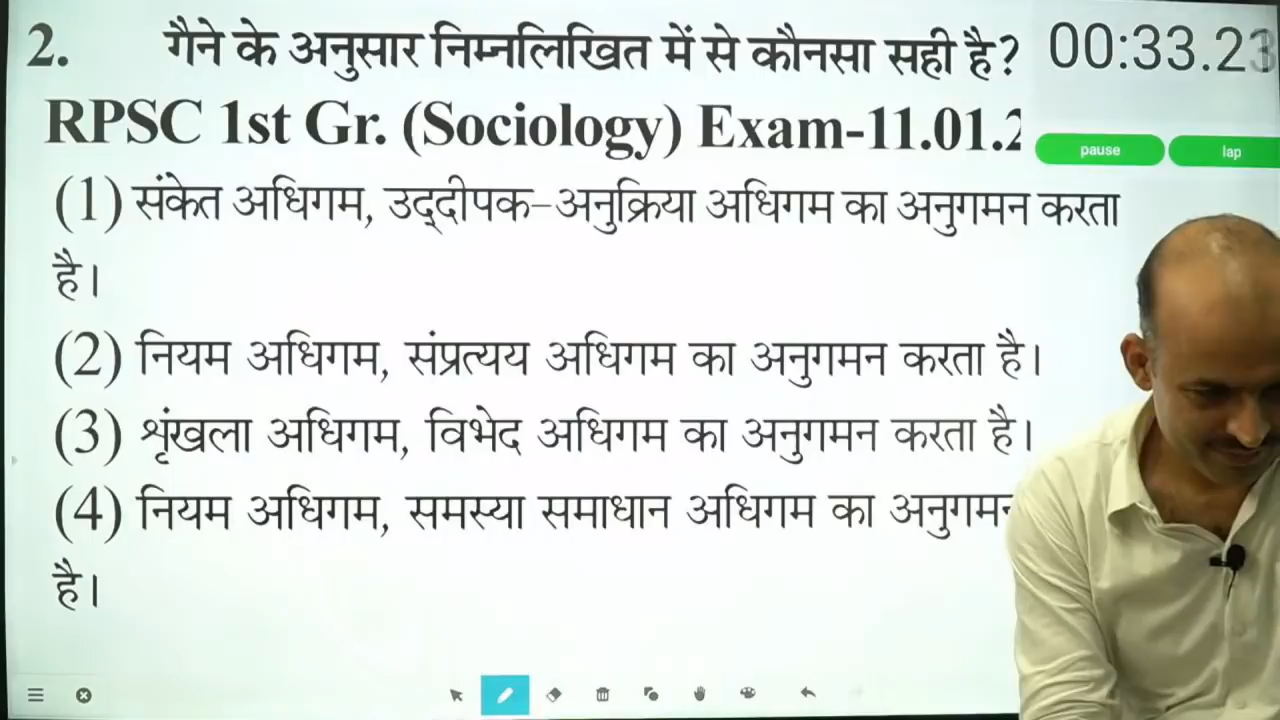 2. गैने के अनुसार निम्नलिखित में से कौनसा सही है? 00:33.23
RPSC 1st Gr. (Sociology) Exam-11.01.2
pause lap
(1) संकेत अधिगम, उद्दीपक-अनुक्रिया अधिगम का अनुगमन करता
है।
(2) नियम अधिगम, संप्रत्यय अधिगम का अनुगमन करता है।
(3) शृंखला अधिगम, विभेद अधिगम का अनुगमन करता है।
(4) नियम अधिगम, समस्या समाधान अधिगम का अनुगमन
है।